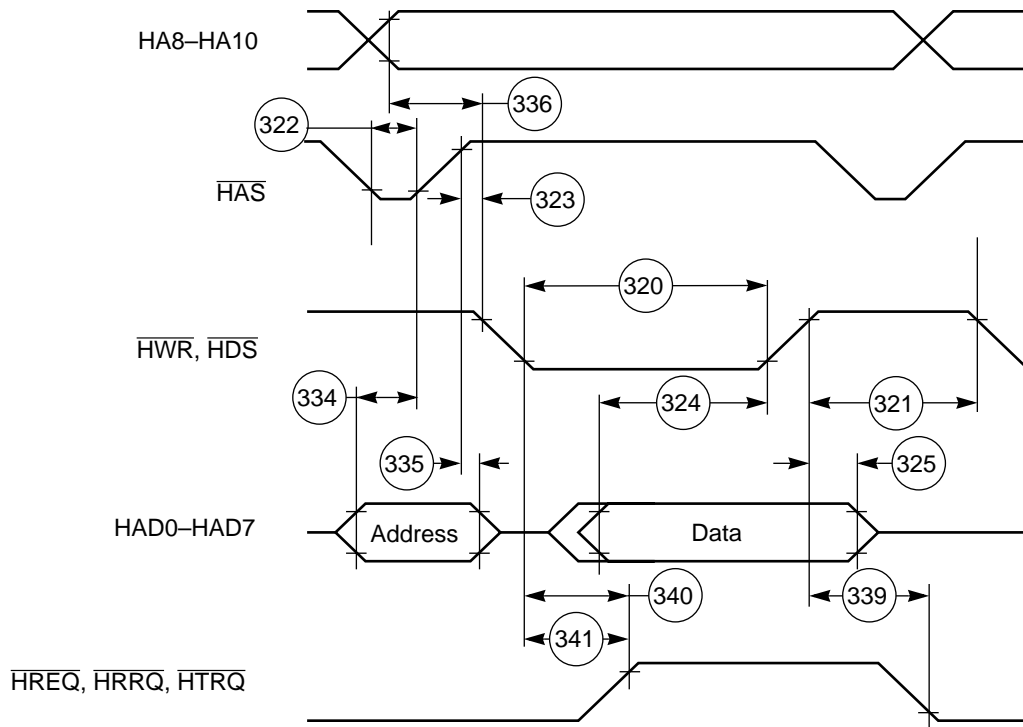 HA8–HA10
336
322
HAS
323
320
HWR, HDS
334
324
321
335
325
HAD0–HAD7
Address
Data
340
339
341
HREQ, HRRQ, HTRQ